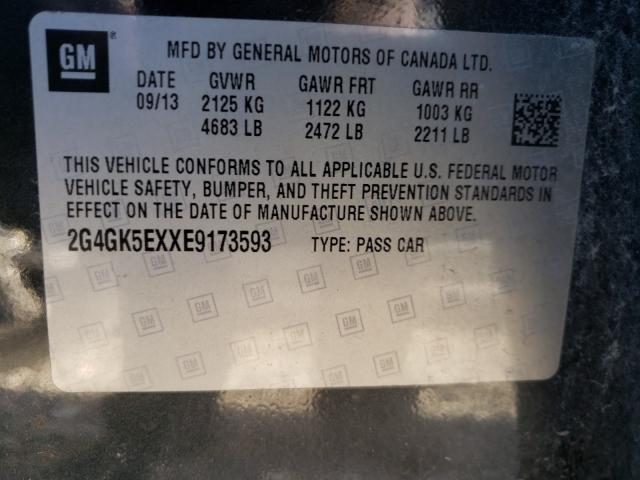 GM ®
MFD BY GENERAL MOTORS OF CANADA LTD.
DATE GVWR GAWR FRT GAWR RR
09/13 2125 KG 1122 KG 1003 KG
4683 LB 2472 LB 2211 LB
THIS VEHICLE CONFORMS TO ALL APPLICABLE U.S. FEDERAL MOTOR
VEHICLE SAFETY, BUMPER, AND THEFT PREVENTION STANDARDS IN
EFFECT ON THE DATE OF MANUFACTURE SHOWN ABOVE.
2G4GK5EXXE9173593 TYPE: PASS CAR